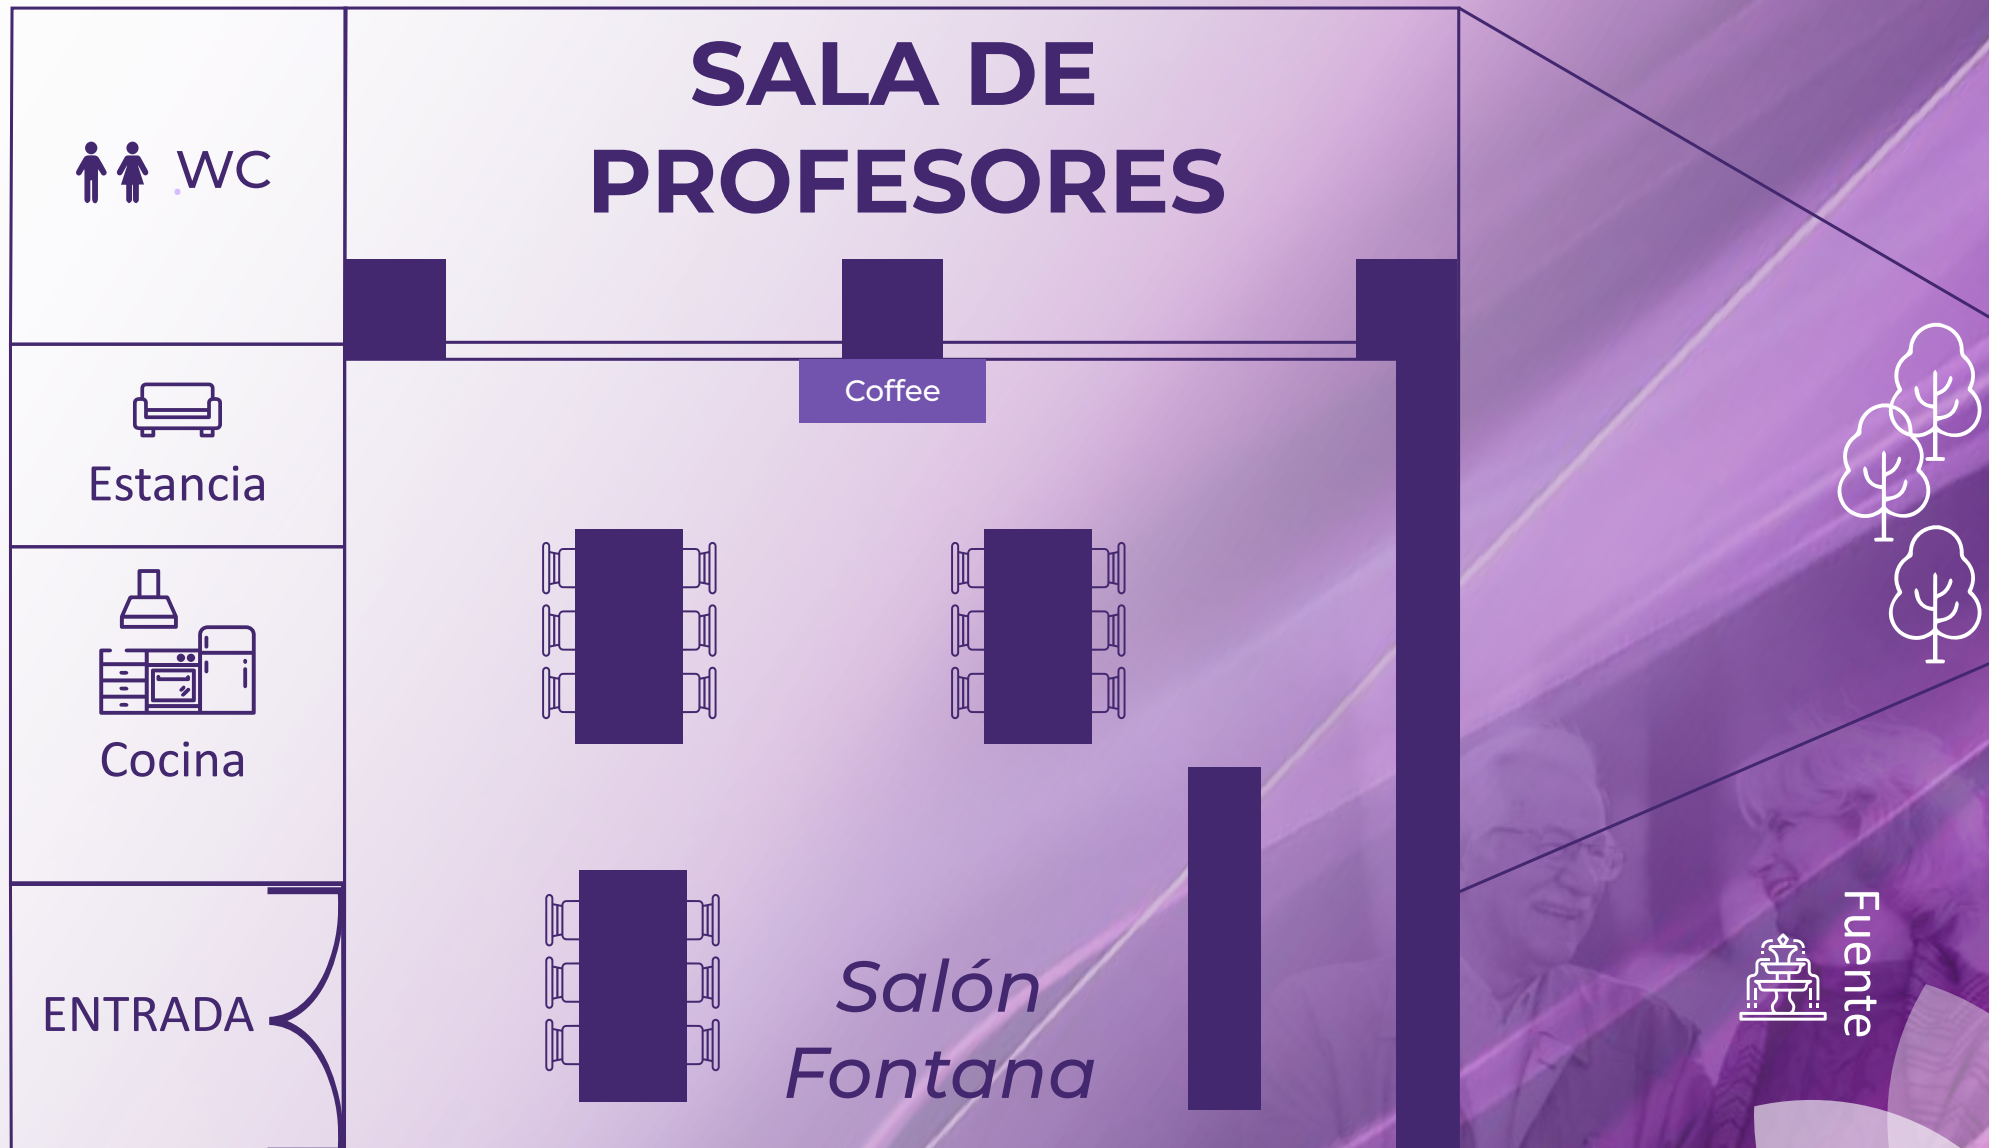 SALA DE
PROFESORES
WC
Coffee
Estancia
Cocina
ENTRADA
Salón
Fontana
Fuente